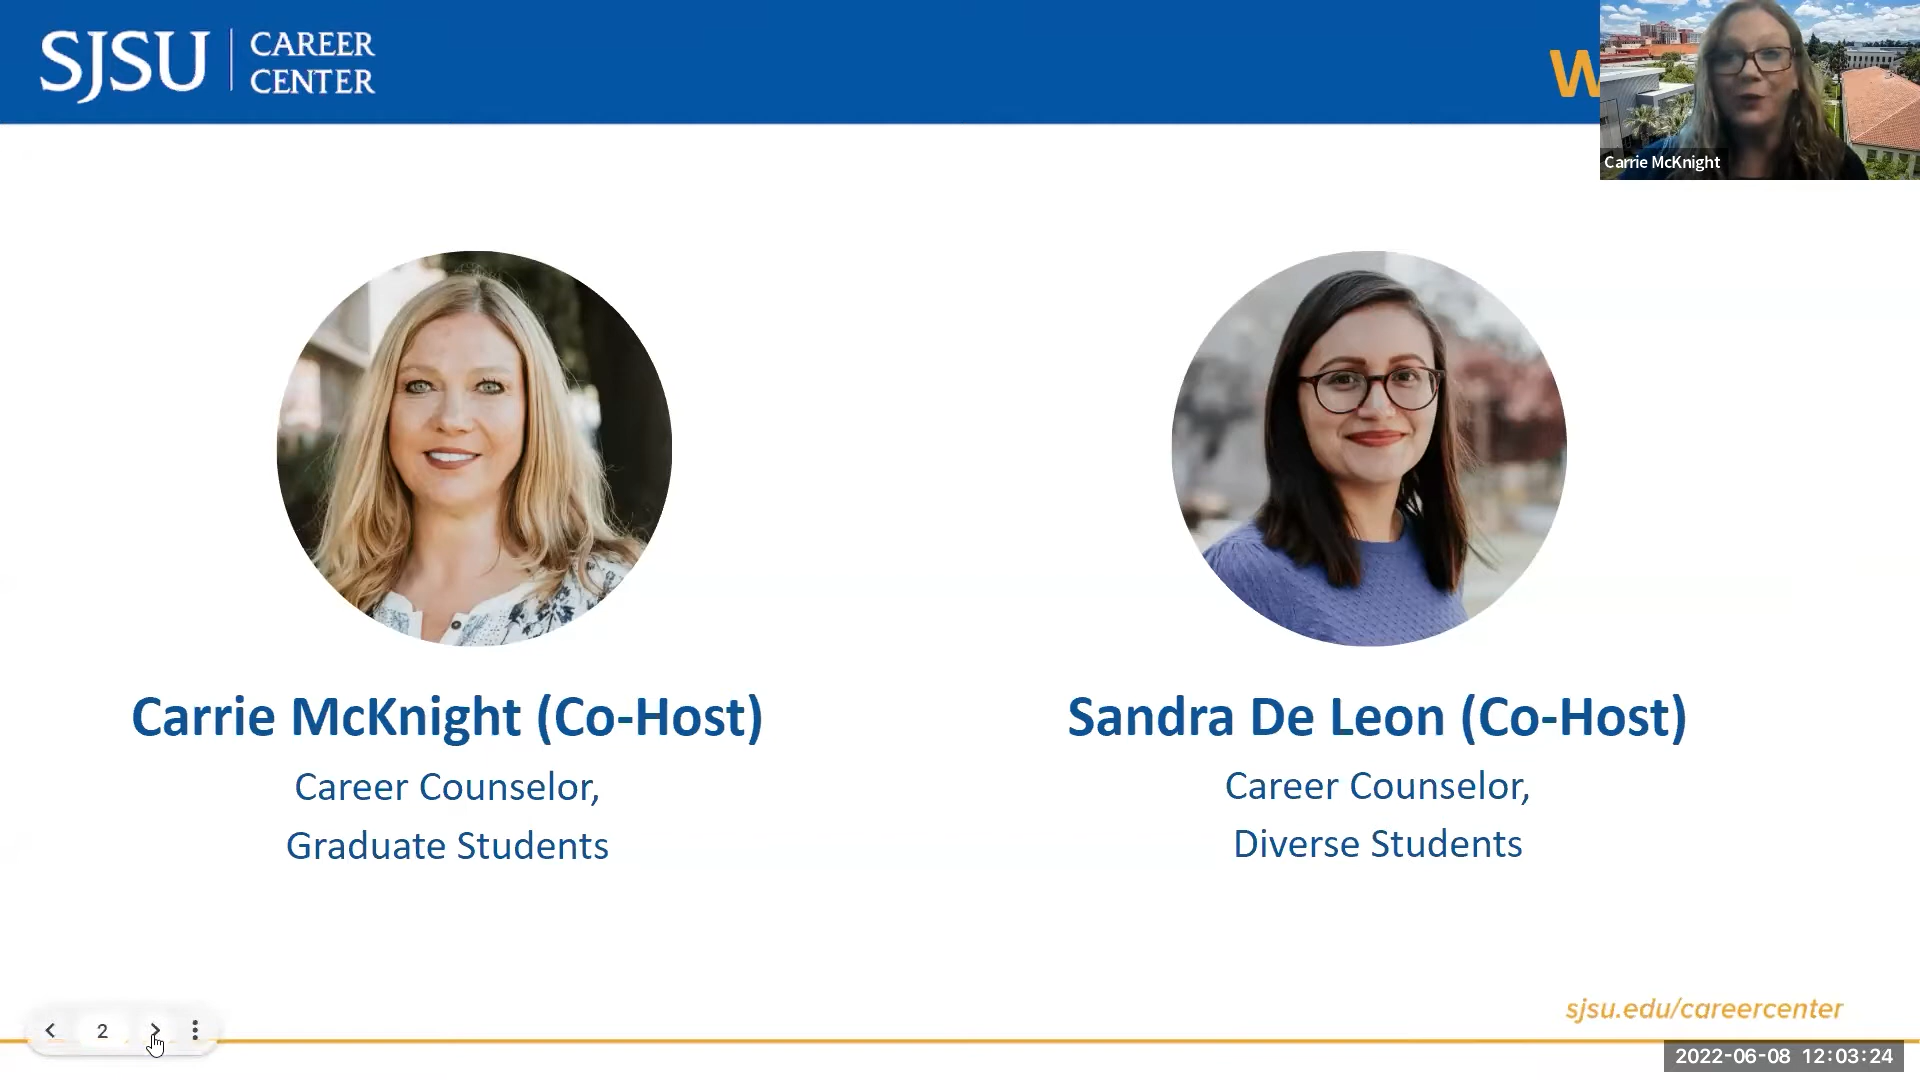 SJSU
CAREER
CENTER
W
Carrie McKnight
Carrie McKnight (Co-Host)
Career Counselor,
Graduate Students
Sandra De Leon (Co-Host)
Career Counselor,
Diverse Students
sjsu.edu/careercenter
2
2022-06-08 12:03:24